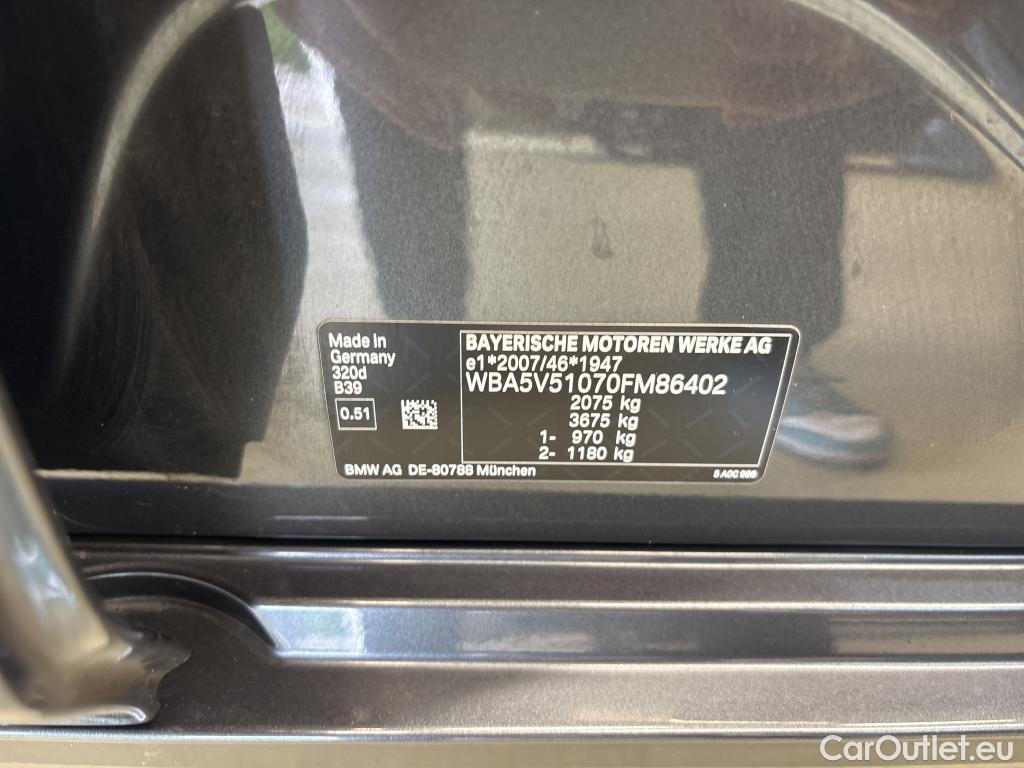 Made in
Germany
320d
B39
0.51
BMW AG DE-80788 München
BAYERISCHE MOTOREN WERKE AG
e1*2007/46*1947
WBA5V51070FM86402
2075 kg
3675 kg
1- 970 kg
2- 1180 kg
CarOutlet.eu